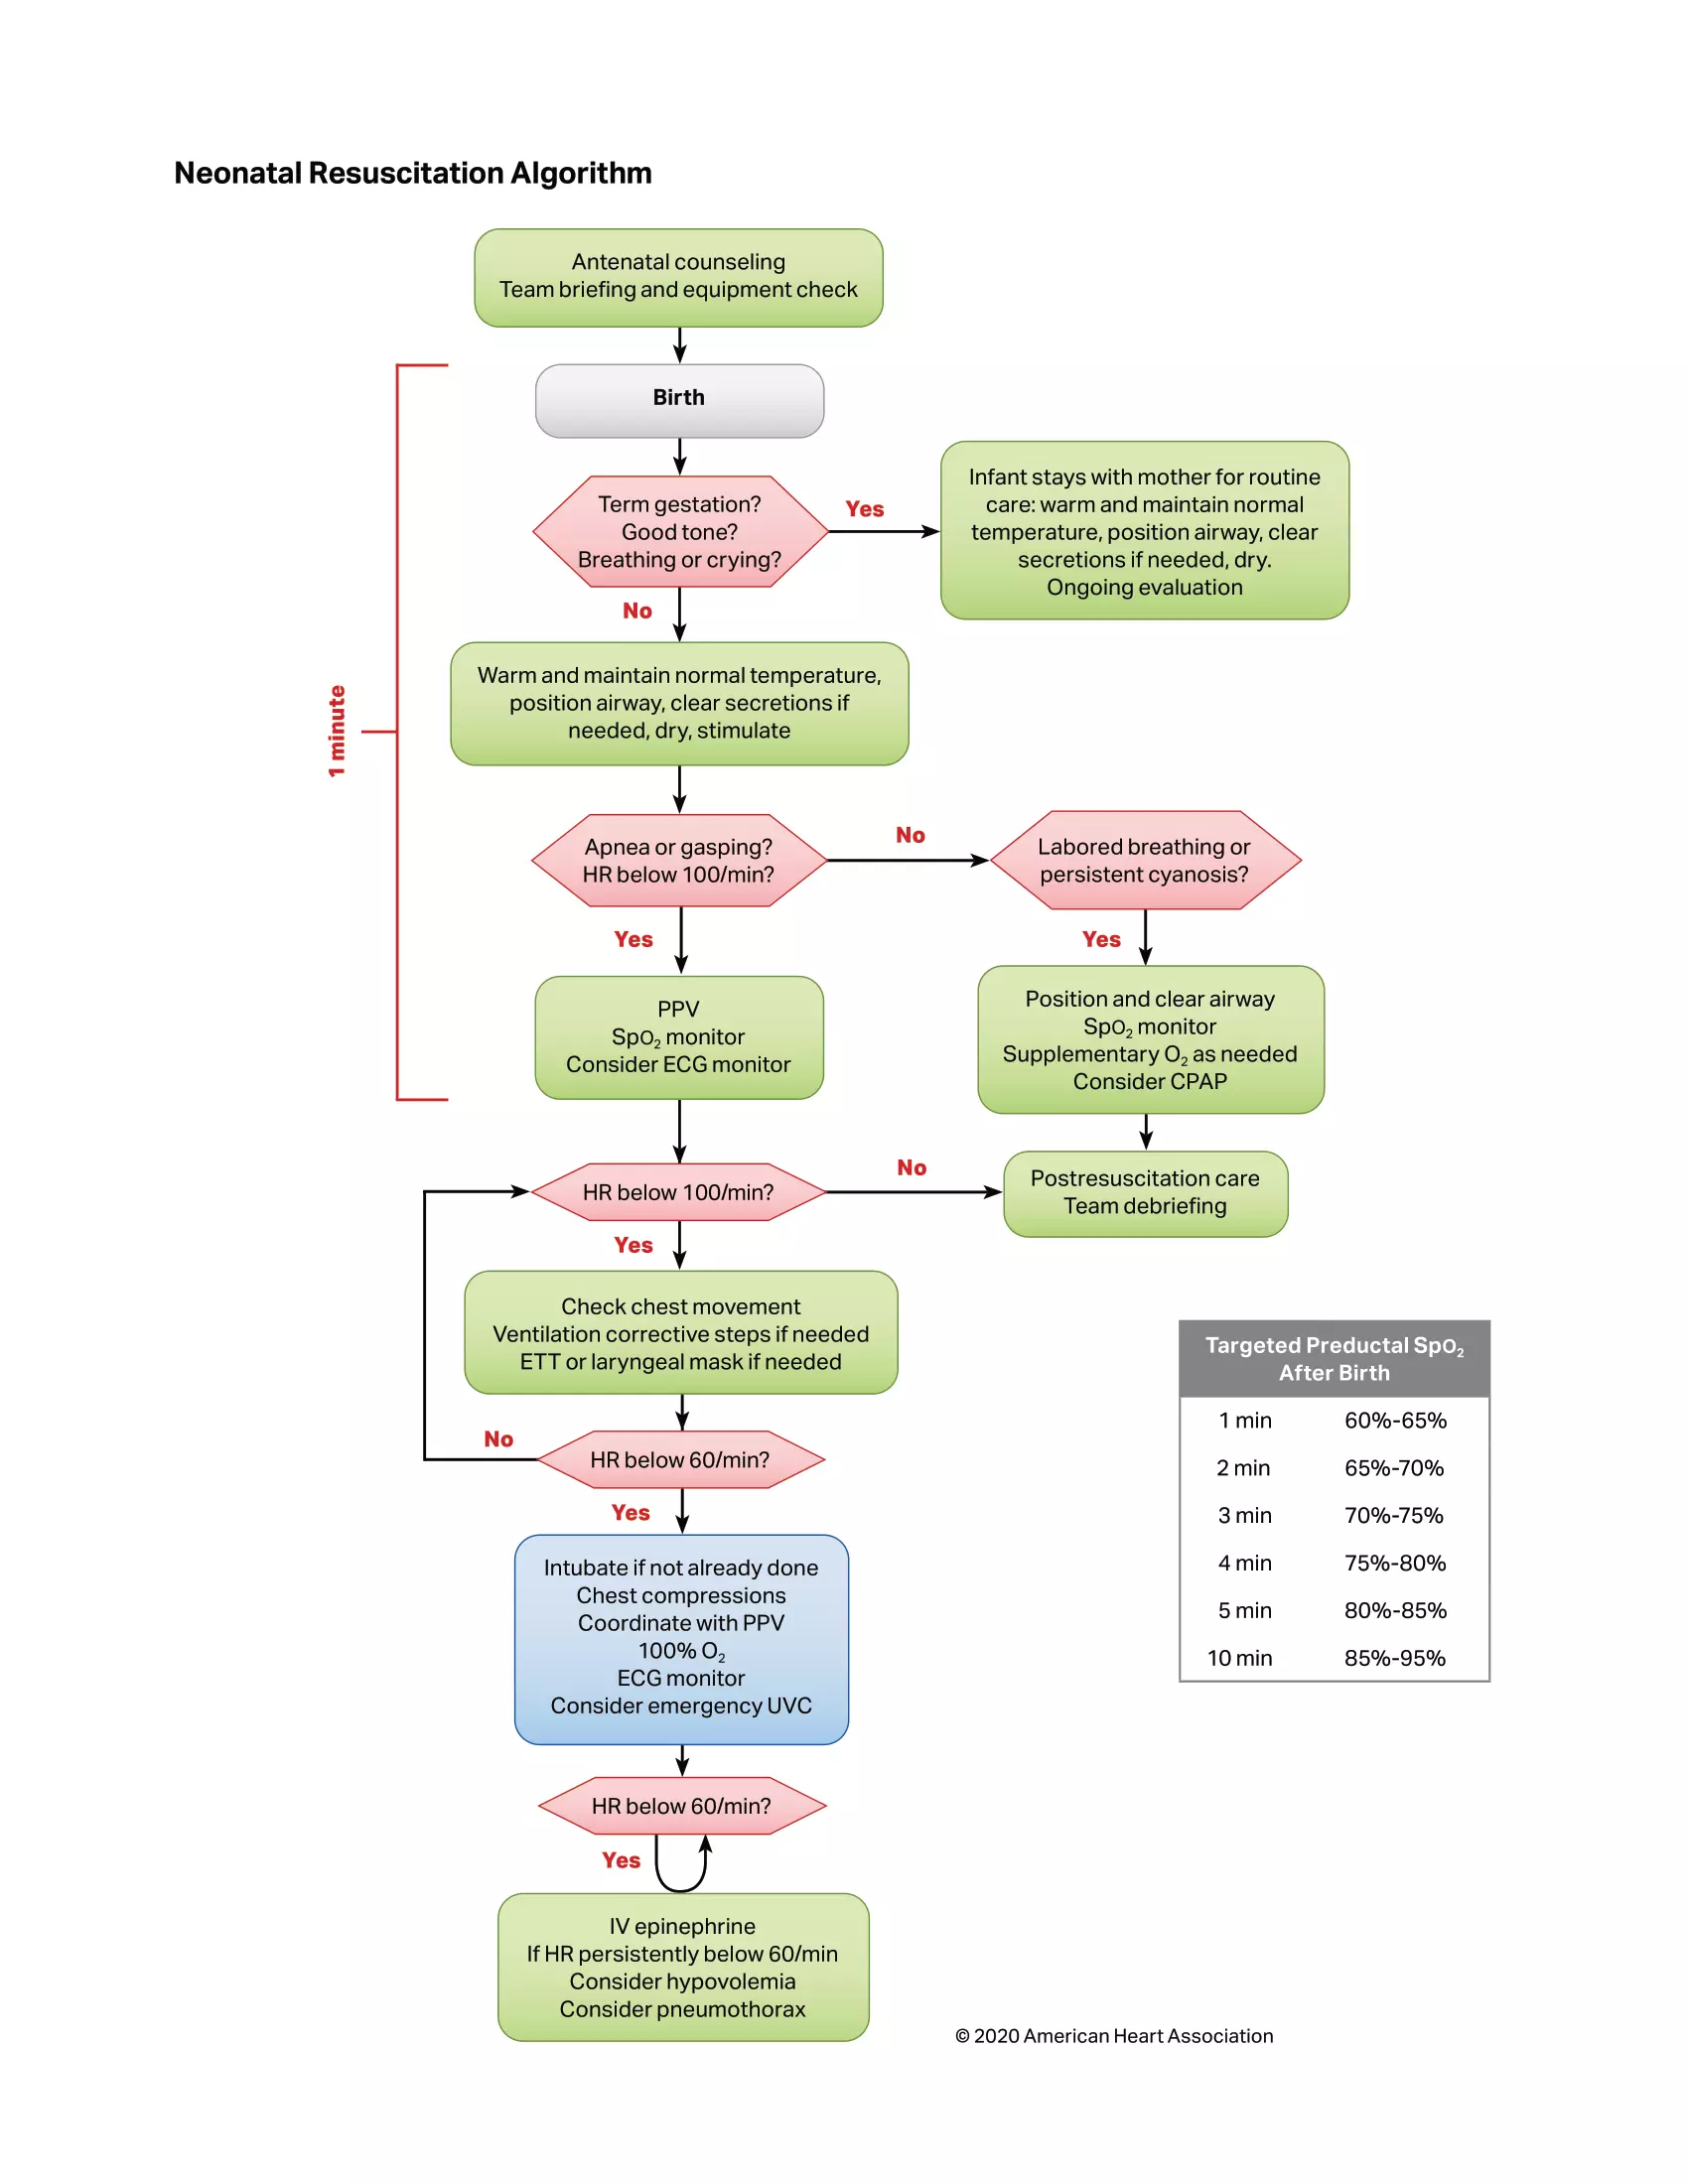 Neonatal Resuscitation Algorithm
Antenatal counseling
Team briefing and equipment check
Birth
Term gestation?
Good tone?
Breathing or crying?
Yes
Infant stays with mother for routine
care: warm and maintain normal
temperature, position airway, clear
secretions if needed, dry.
Ongoing evaluation
No
Warm and maintain normal temperature,
position airway, clear secretions if
needed, dry, stimulate
1 minute
Apnea or gasping?
HR below 100/min?
No
Labored breathing or
persistent cyanosis?
Yes
Yes
PPV
SpO₂ monitor
Consider ECG monitor
Position and clear airway
SpO₂ monitor
Supplementary O₂ as needed
Consider CPAP
HR below 100/min?
No
Postresuscitation care
Team debriefing
Yes
Check chest movement
Ventilation corrective steps if needed
ETT or laryngeal mask if needed
HR below 60/min?
No
Yes
Intubate if not already done
Chest compressions
Coordinate with PPV
100% O₂
ECG monitor
Consider emergency UVC
HR below 60/min?
Yes
IV epinephrine
If HR persistently below 60/min
Consider hypovolemia
Consider pneumothorax
Targeted Preductal SpO₂
After Birth
1 min 60%-65%
2 min 65%-70%
3 min 70%-75%
4 min 75%-80%
5 min 80%-85%
10 min 85%-95%
© 2020 American Heart Association